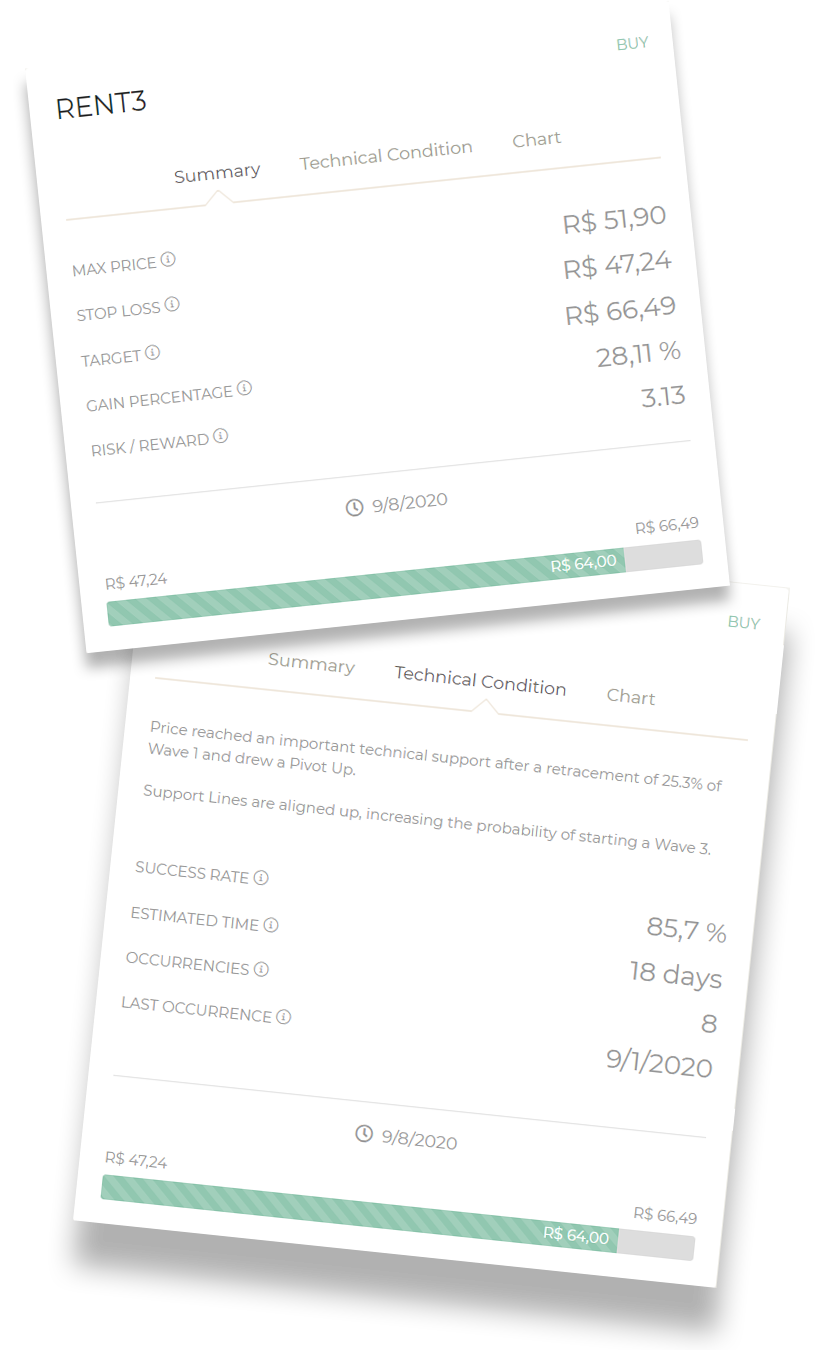 BUY
RENT3
Summary
Technical Condition
Chart
MAX PRICE
R$ 51,90
STOP LOSS
R$ 47,24
TARGET
R$ 66,49
GAIN PERCENTAGE
28,11 %
RISK / REWARD
3.13
9/8/2020
R$ 47,24
R$ 66,49
R$ 64,00
BUY
Summary
Technical Condition
Chart
Price reached an important technical support after a retracement of 25.3% of
Wave 1 and drew a Pivot Up.
Support Lines are aligned up, increasing the probability of starting a Wave 3.
SUCCESS RATE
85,7 %
ESTIMATED TIME
18 days
OCCURRENCIES
8
LAST OCCURRENCE
9/1/2020
9/8/2020
R$ 47,24
R$ 66,49
R$ 64,00